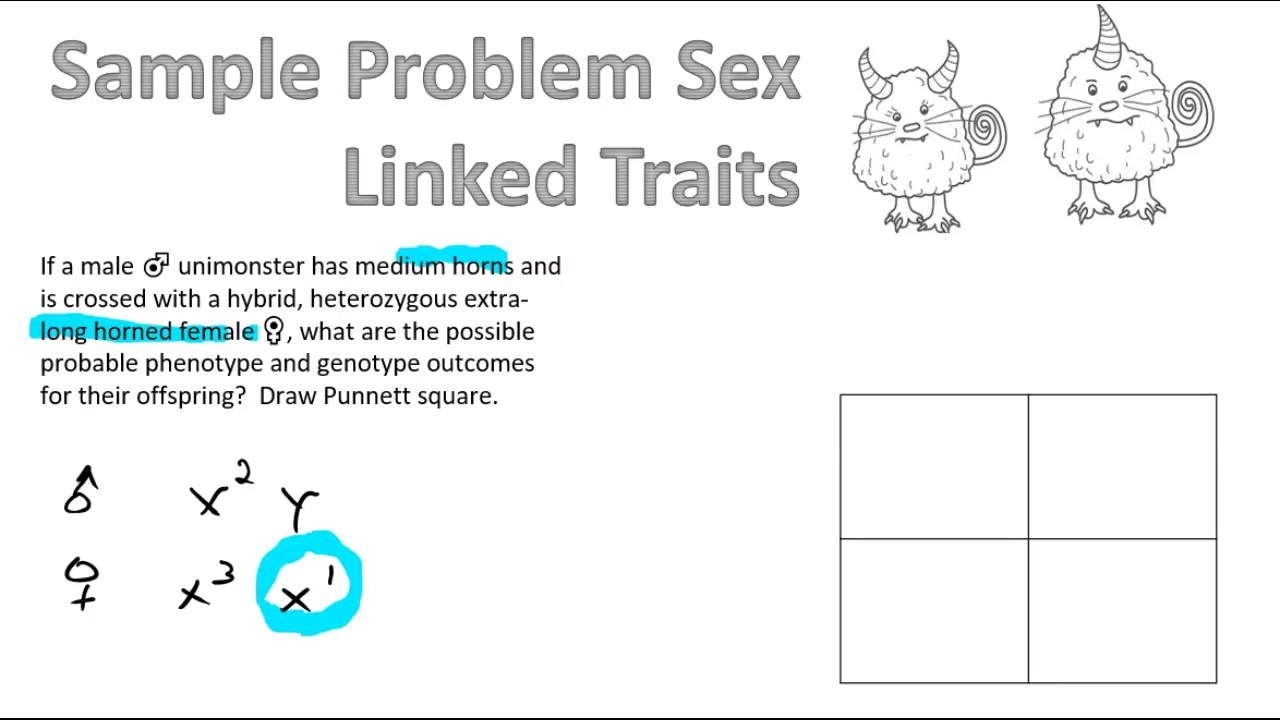 Sample Problem Sex
Linked Traits
If a male ♂ unimonster has medium horns and
is crossed with a hybrid, heterozygous extra-
long horned female ♀, what are the possible
probable phenotype and genotype outcomes
for their offspring?  Draw Punnett square.
♂ X² Y
♀ X³ X¹